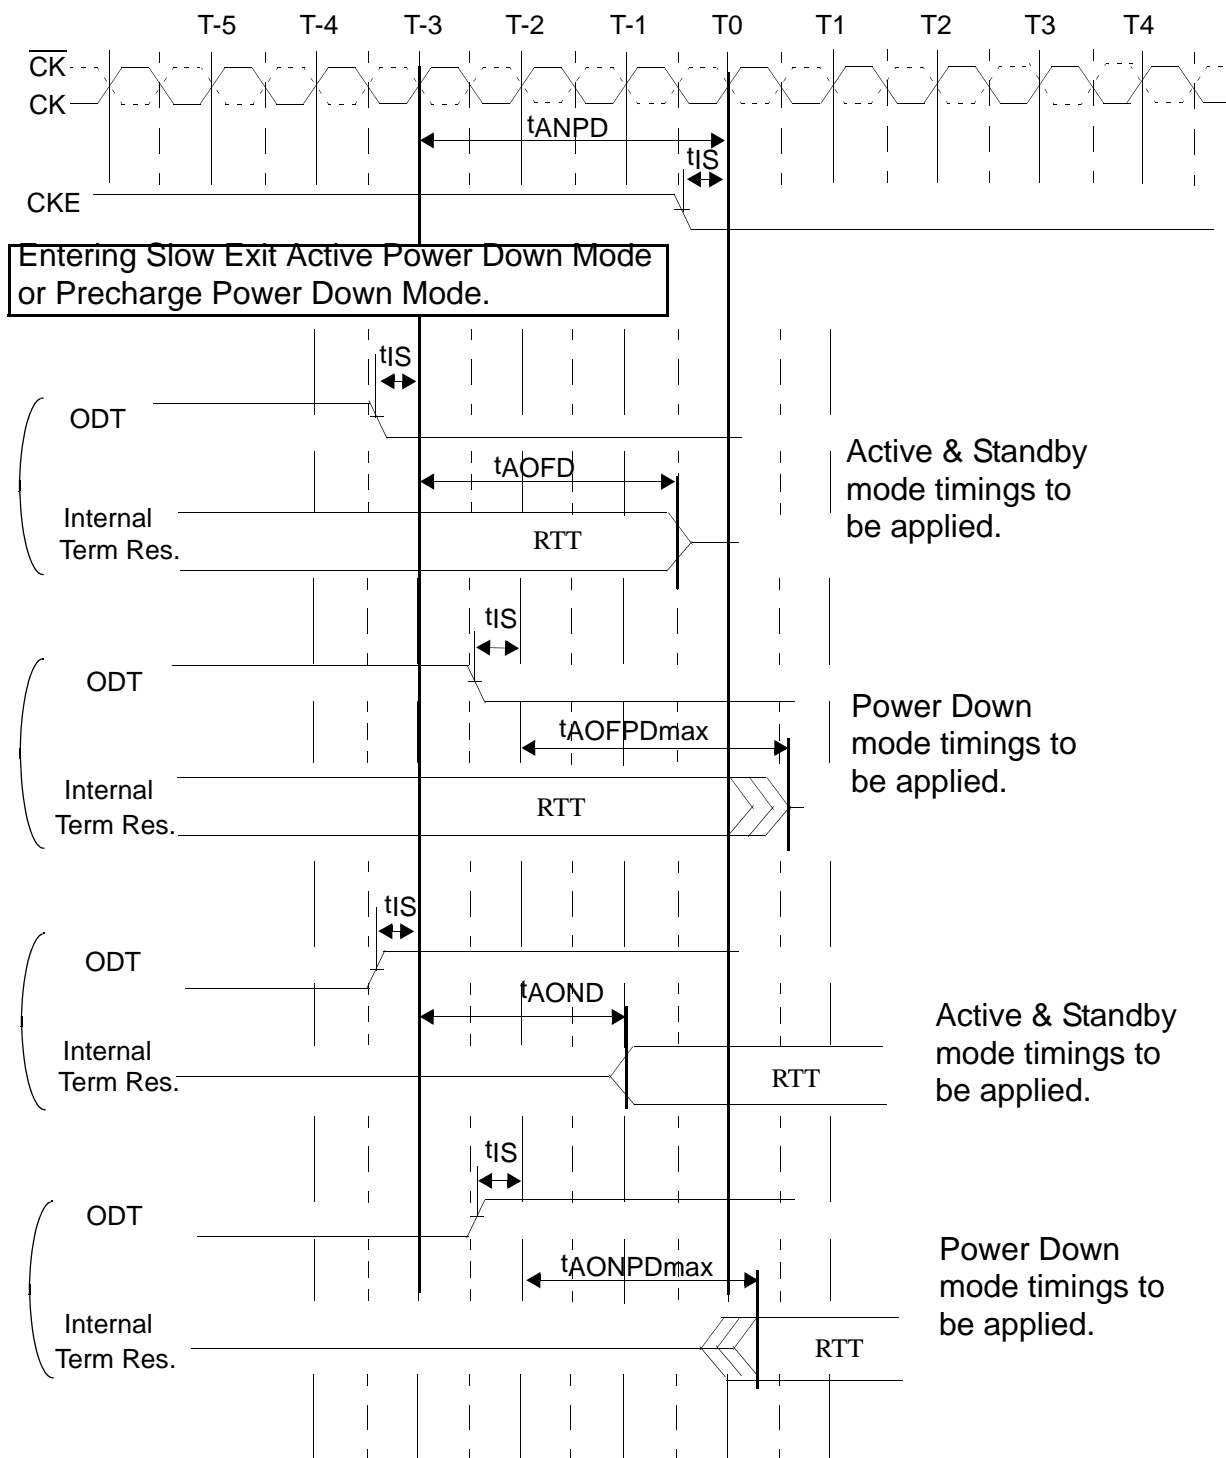 T-5 T-4 T-3 T-2 T-1 T0 T1 T2 T3 T4
CK
CK
tANPD
tIS
CKE
Entering Slow Exit Active Power Down Mode
or Precharge Power Down Mode.
tIS
ODT
tAOFD
Internal
Term Res.
RTT
Active & Standby
mode timings to
be applied.
tIS
ODT
tAOFPDmax
Internal
Term Res.
RTT
Power Down
mode timings to
be applied.
tIS
ODT
tAOND
Internal
Term Res.
RTT
Active & Standby
mode timings to
be applied.
tIS
ODT
tAONPDmax
Internal
Term Res.
RTT
Power Down
mode timings to
be applied.